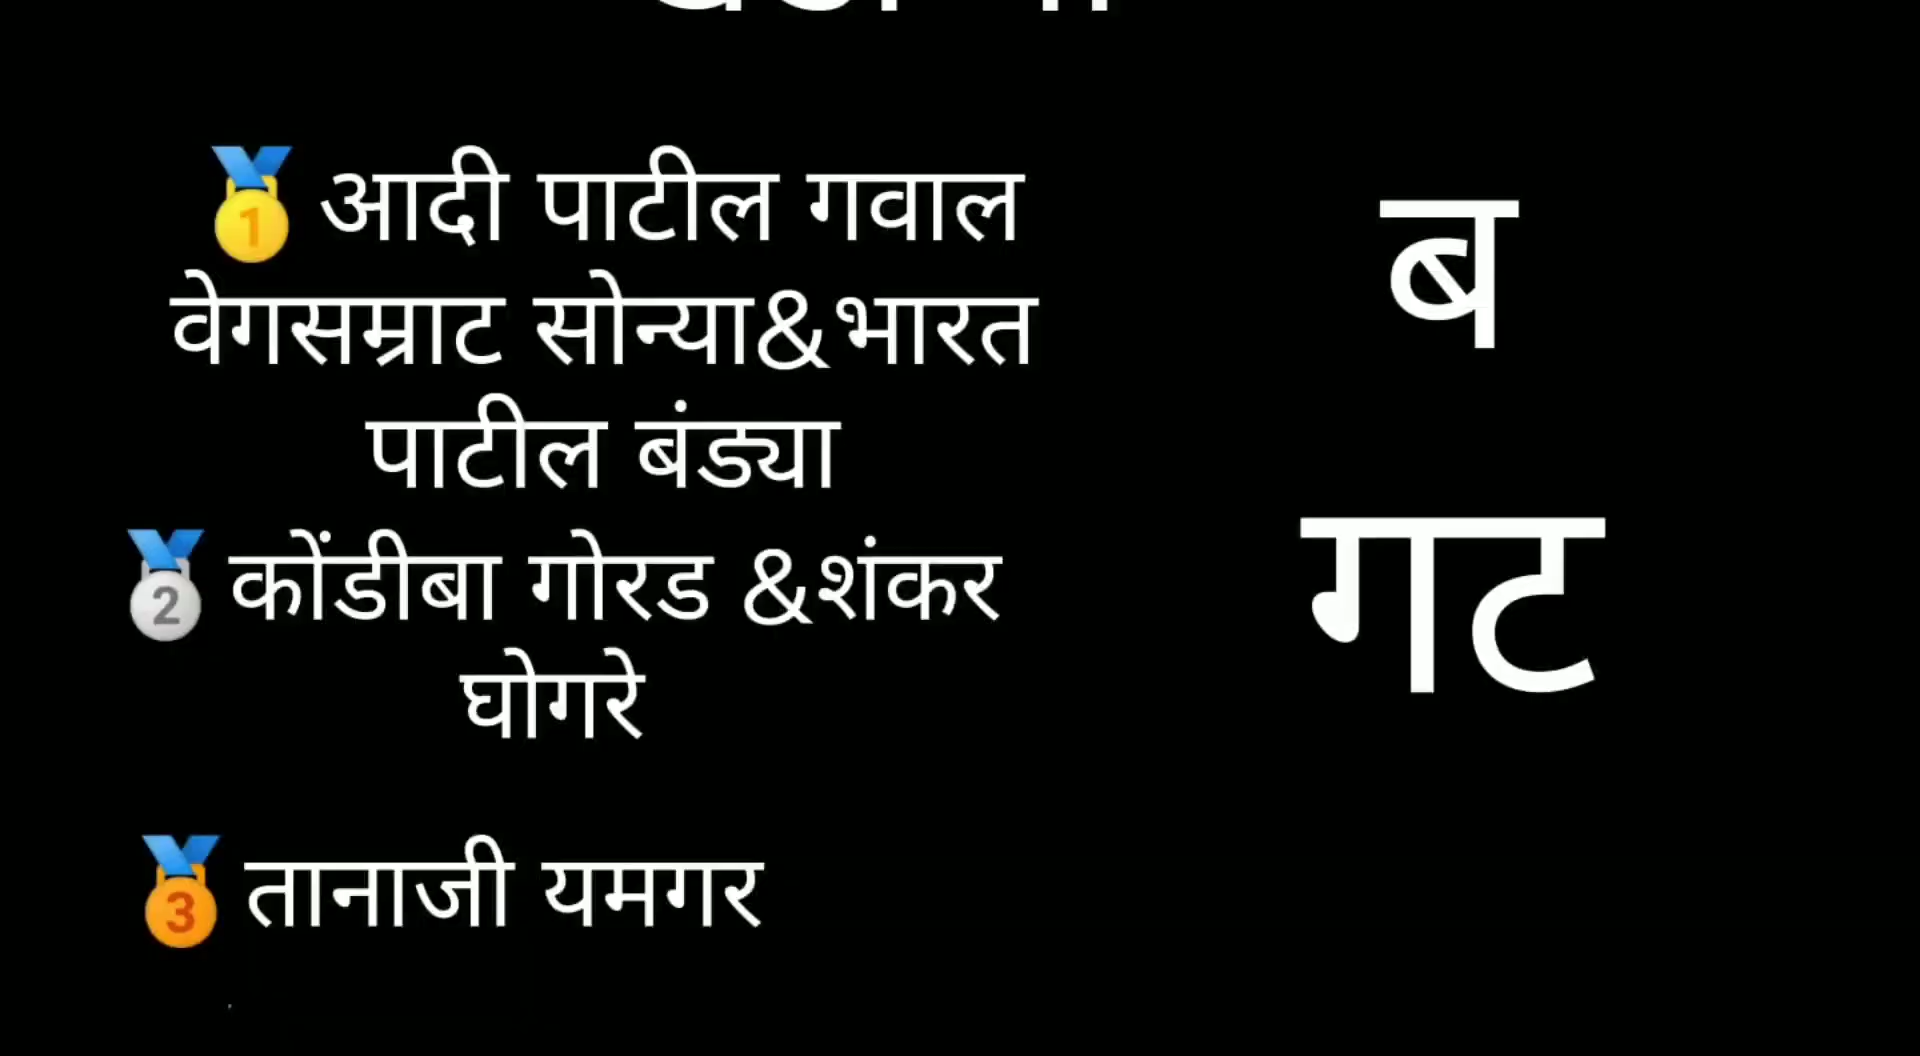 🥇आदी पाटील गवाल
वेगसम्राट सोन्या&भारत
पाटील बंड्या
🥈कोंडीबा गोरड &शंकर
घोगरे
🥉तानाजी यमगर
ब
गट